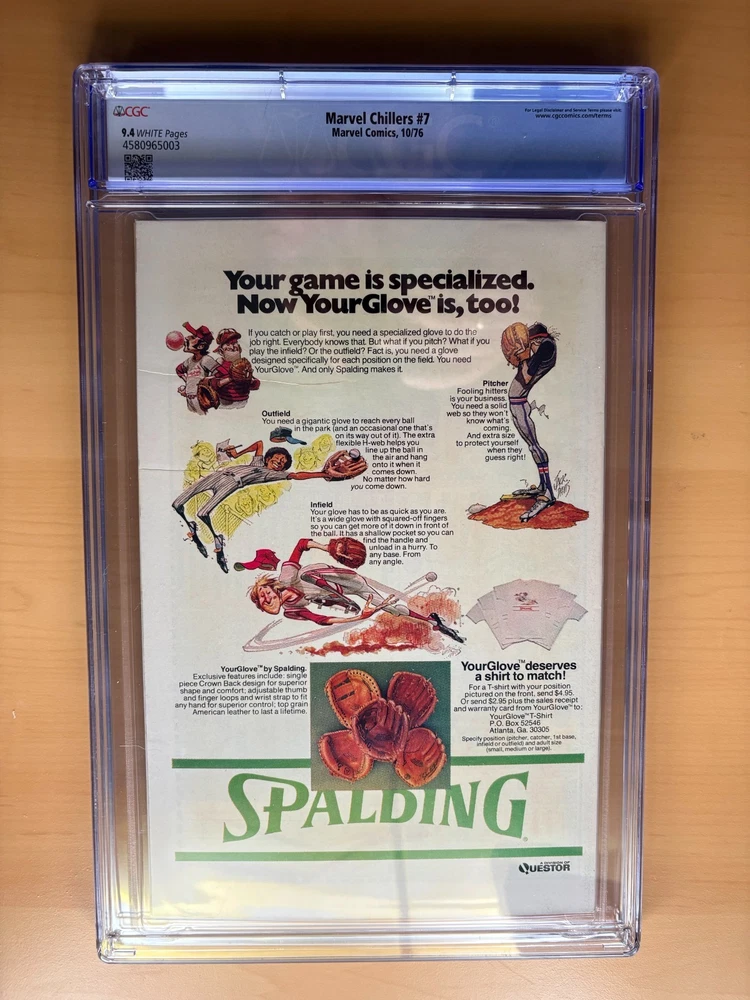 CGC
9.4 WHITE Pages
4580965003
Marvel Chillers #7
Marvel Comics, 10/76
For Legal Disclaimer and Service Terms please visit:
www.cgccomics.com/terms
Your game is specialized.
Now YourGlove™ is, too!
If you catch or play first, you need a specialized glove to do the
job right. Everybody knows that. But what if you pitch? What if you
play the infield? Or the outfield? Fact is, you need a glove
designed specifically for each position on the field. You need
YourGlove™. And only Spalding makes it.
Pitcher
Fooling hitters
is your business.
You need a solid
web so they won't
know what's
coming.
And extra size
to protect yourself
when they
guess right!
Outfield
You need a gigantic glove to reach every ball
in the park (and an occasional one that's
on its way out of it). The extra
flexible H-web helps you
line up the ball in
the air and hang
onto it when it
comes down.
No matter how hard
you come down.
Infield
Your glove has to be as quick as you are.
It's a wide glove with squared-off fingers
so you can get more of it down in front of
the ball. It has a shallow pocket so you can
find the handle and
unload in a hurry. To
any base. From
any angle.
YourGlove™ by Spalding.
Exclusive features include: single
piece Crown Back design for superior
shape and comfort; adjustable thumb
and finger loops and wrist strap to fit
any hand for superior control; top grain
American leather to last a lifetime.
YourGlove™ deserves
a shirt to match!
For a T-shirt with your position
pictured on the front, send $4.95.
Or send $2.95 plus the sales receipt
and warranty card from YourGlove™ to:
YourGlove™ T-Shirt
P.O. Box 52546
Atlanta, Ga. 30305
Specify position (pitcher, catcher, 1st base,
infield or outfield) and adult size
(small, medium or large).
SPALDING®
A DIVISION OF
QUESTOR